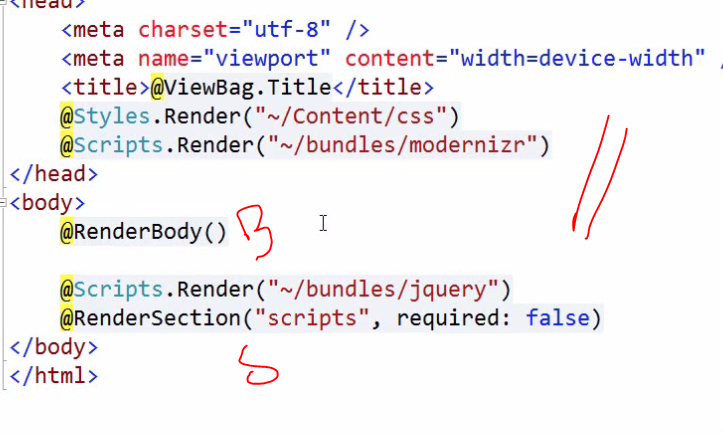 <head>
<meta charset="utf-8" />
<meta name="viewport" content="width=device-width" /
<title>@ViewBag.Title</title>
@Styles.Render("~/Content/css")
@Scripts.Render("~/bundles/modernizr")
</head>
<body>
@RenderBody() B
@Scripts.Render("~/bundles/jquery")
@RenderSection("scripts", required: false)
</body>
S
</html>